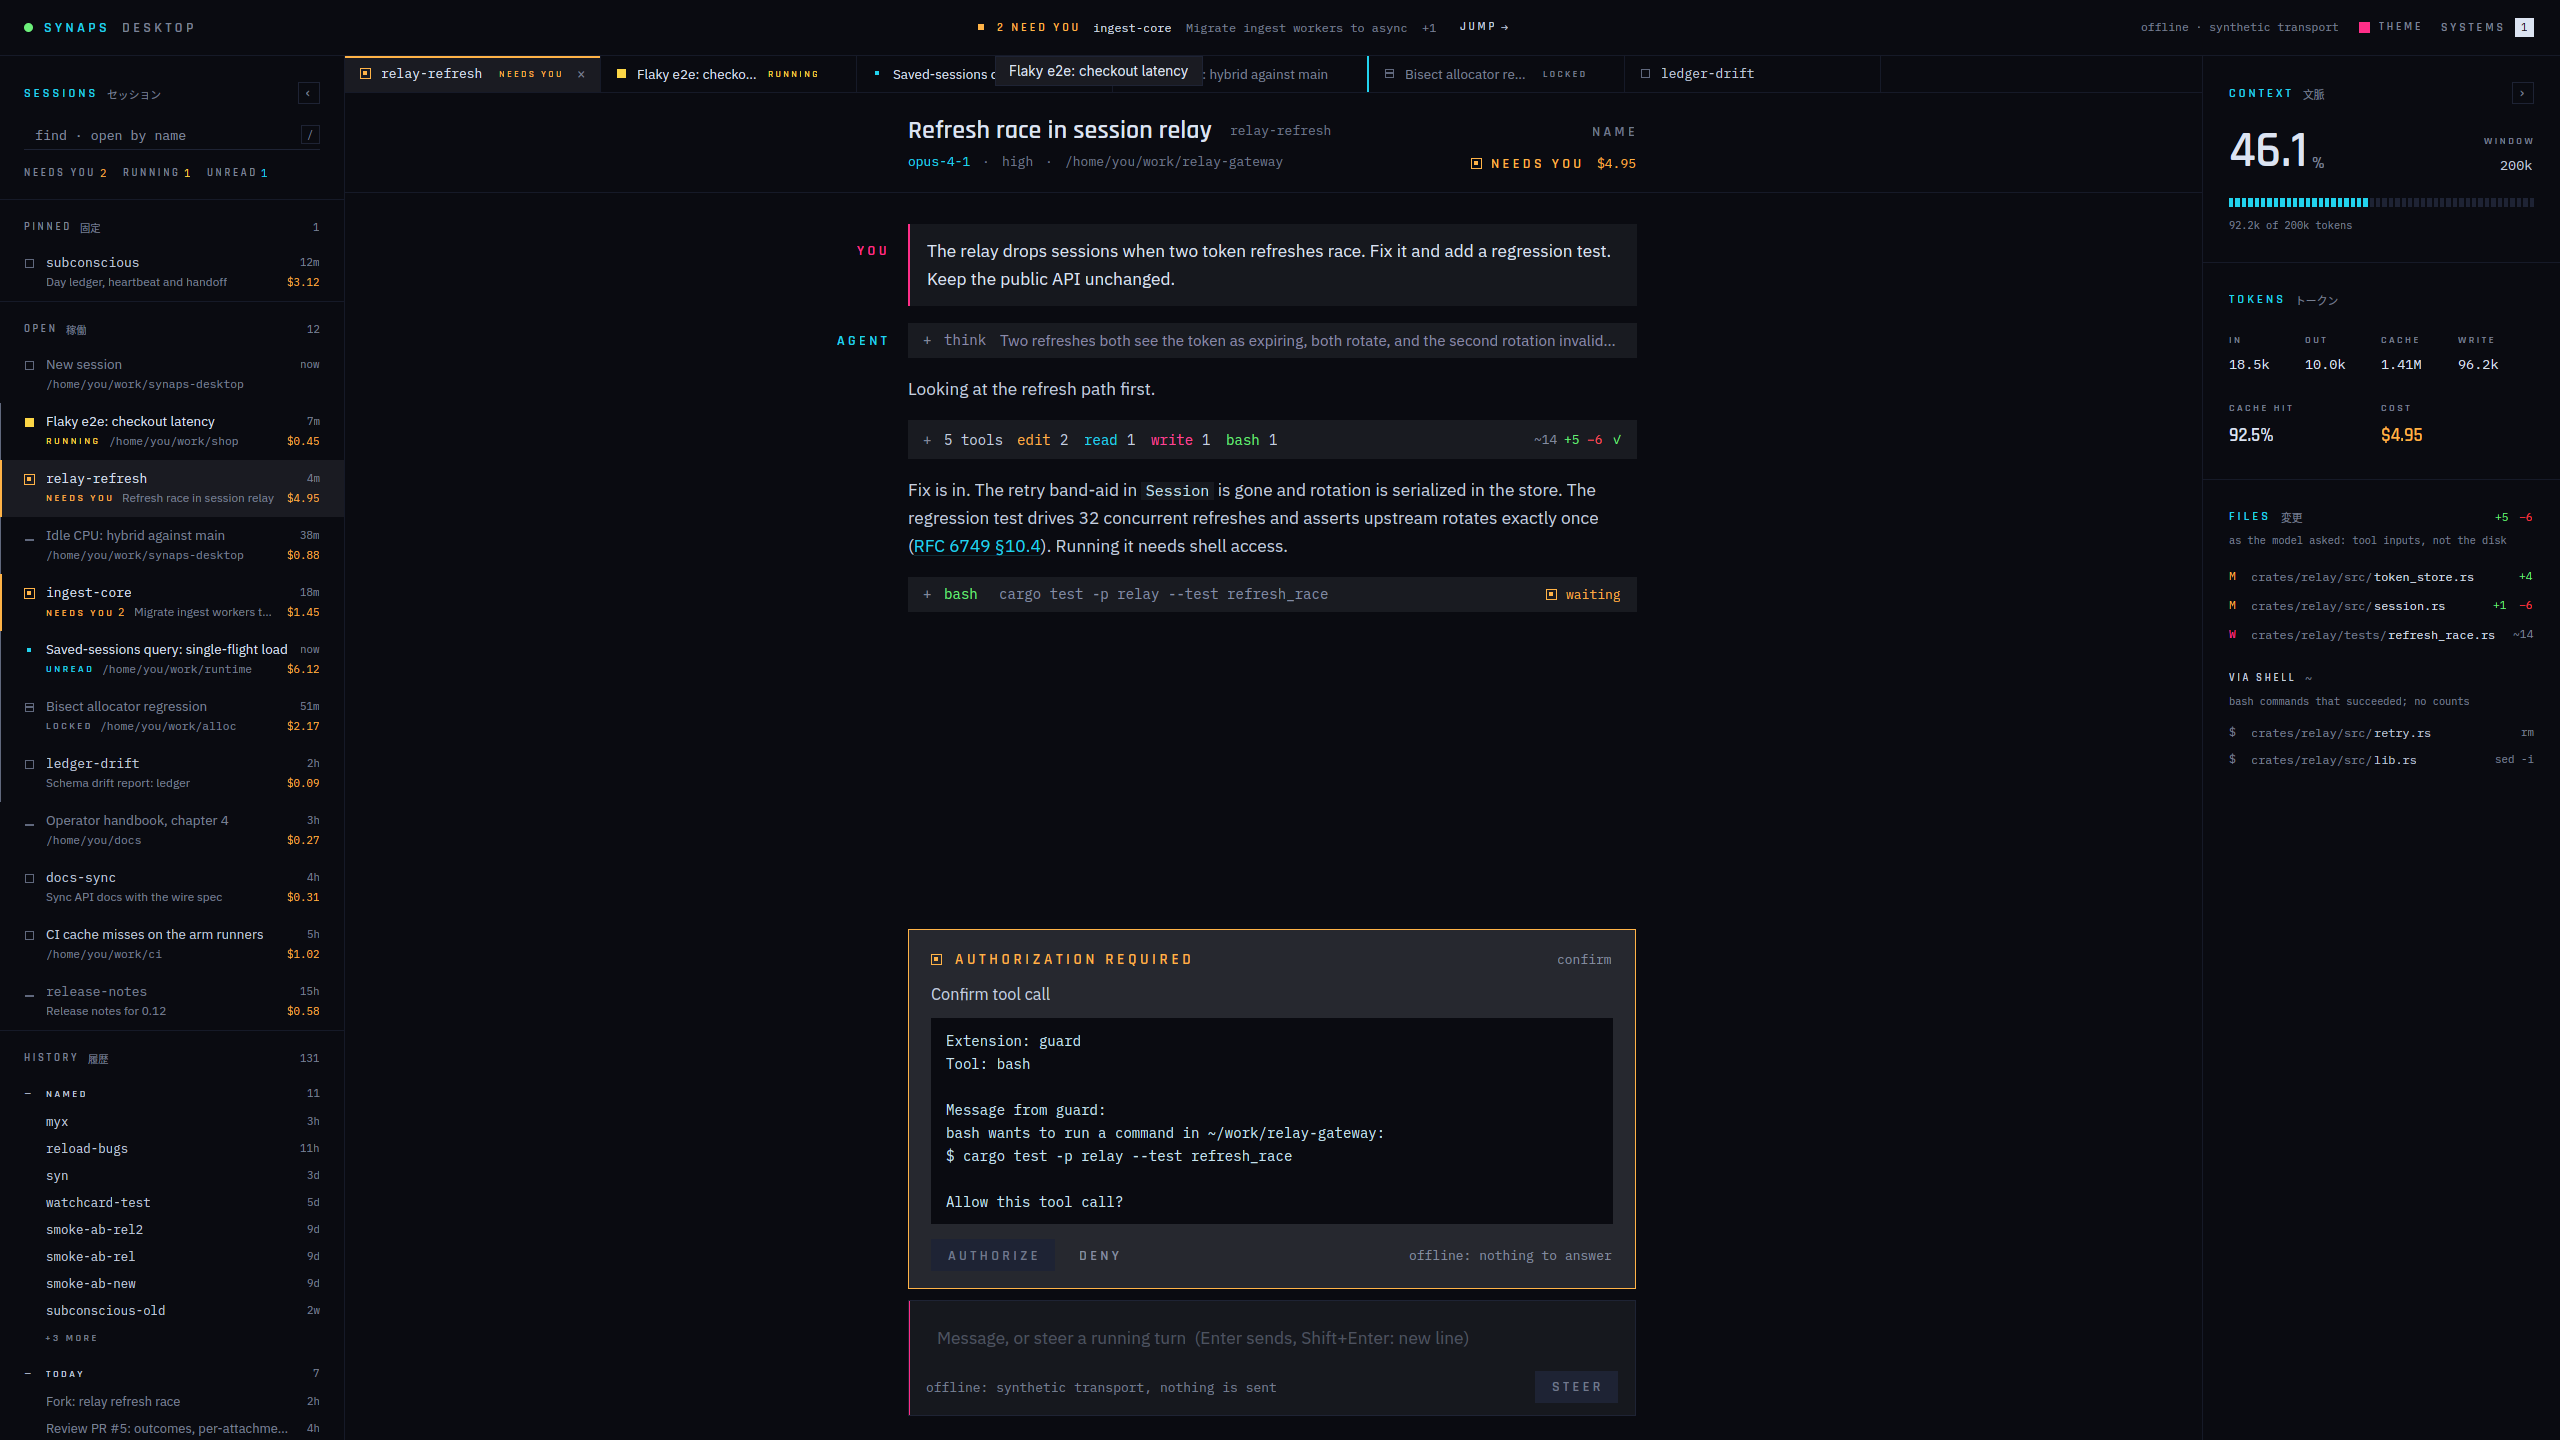 SYNAPS DESKTOP
2 NEED YOU ingest-core Migrate ingest workers to async +1 JUMP →
offline · synthetic transport THEME SYSTEMS 1
SESSIONS セッション ‹
find · open by name /
NEEDS YOU 2 RUNNING 1 UNREAD 1
PINNED 固定 1
subconscious 12m
Day ledger, heartbeat and handoff $3.12
OPEN 稼働 12
New session now
/home/you/work/synaps-desktop
Flaky e2e: checkout latency 7m
RUNNING /home/you/work/shop $0.45
relay-refresh 4m
NEEDS YOU Refresh race in session relay $4.95
Idle CPU: hybrid against main 38m
/home/you/work/synaps-desktop $0.88
ingest-core 18m
NEEDS YOU 2 Migrate ingest workers t… $1.45
Saved-sessions query: single-flight load now
UNREAD /home/you/work/runtime $6.12
Bisect allocator regression 51m
LOCKED /home/you/work/alloc $2.17
ledger-drift 2h
Schema drift report: ledger $0.09
Operator handbook, chapter 4 3h
/home/you/docs $0.27
docs-sync 4h
Sync API docs with the wire spec $0.31
CI cache misses on the arm runners 5h
/home/you/work/ci $1.02
release-notes 15h
Release notes for 0.12 $0.58
HISTORY 履歴 131
− NAMED 11
myx 3h
reload-bugs 11h
syn 3d
watchcard-test 5d
smoke-ab-rel2 9d
smoke-ab-rel 9d
smoke-ab-new 9d
subconscious-old 2w
+3 MORE
− TODAY 7
Fork: relay refresh race 2h
Review PR #5: outcomes, per-attachme… 4h
relay-refresh NEEDS YOU ×
Flaky e2e: checko… RUNNING
Saved-sessions
Flaky e2e: checkout latency
: hybrid against main
Bisect allocator re… LOCKED
ledger-drift
Refresh race in session relay relay-refresh NAME
opus-4-1 · high · /home/you/work/relay-gateway NEEDS YOU $4.95
YOU
The relay drops sessions when two token refreshes race. Fix it and add a regression test.
Keep the public API unchanged.
AGENT
+ think Two refreshes both see the token as expiring, both rotate, and the second rotation invalid…
Looking at the refresh path first.
+ 5 tools edit 2 read 1 write 1 bash 1 ~14 +5 −6 √
Fix is in. The retry band-aid in Session is gone and rotation is serialized in the store. The
regression test drives 32 concurrent refreshes and asserts upstream rotates exactly once
(RFC 6749 §10.4). Running it needs shell access.
+ bash cargo test -p relay --test refresh_race waiting
AUTHORIZATION REQUIRED confirm
Confirm tool call
Extension: guard
Tool: bash
Message from guard:
bash wants to run a command in ~/work/relay-gateway:
$ cargo test -p relay --test refresh_race
Allow this tool call?
AUTHORIZE DENY offline: nothing to answer
Message, or steer a running turn (Enter sends, Shift+Enter: new line)
offline: synthetic transport, nothing is sent STEER
CONTEXT 文脈 ›
46.1% WINDOW
200k
92.2k of 200k tokens
TOKENS トークン
IN OUT CACHE WRITE
18.5k 10.0k 1.41M 96.2k
CACHE HIT COST
92.5% $4.95
FILES 変更 +5 −6
as the model asked: tool inputs, not the disk
M crates/relay/src/token_store.rs +4
M crates/relay/src/session.rs +1 −6
W crates/relay/tests/refresh_race.rs ~14
VIA SHELL ~
bash commands that succeeded; no counts
$ crates/relay/src/retry.rs rm
$ crates/relay/src/lib.rs sed -i